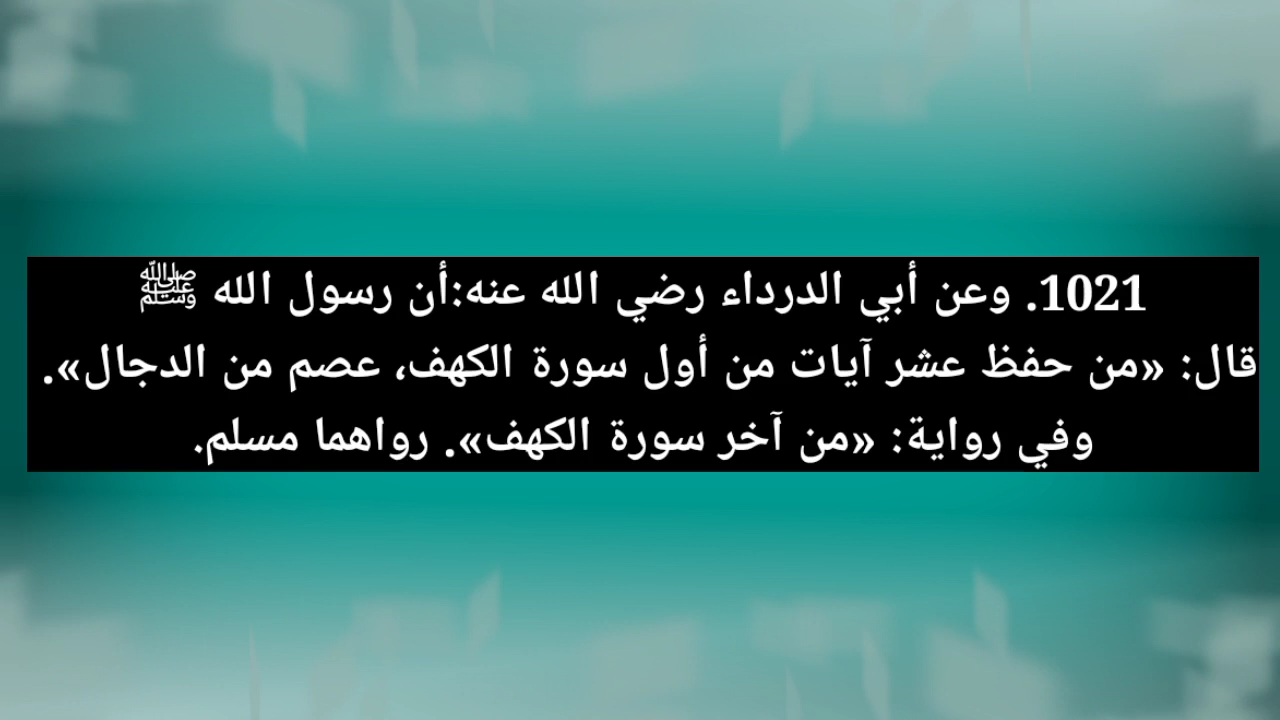 1021. وعن أبي الدرداء رضي الله عنه:أن رسول الله ﷺ
قال: «من حفظ عشر آيات من أول سورة الكهف، عصم من الدجال».
وفي رواية: «من آخر سورة الكهف». رواهما مسلم.